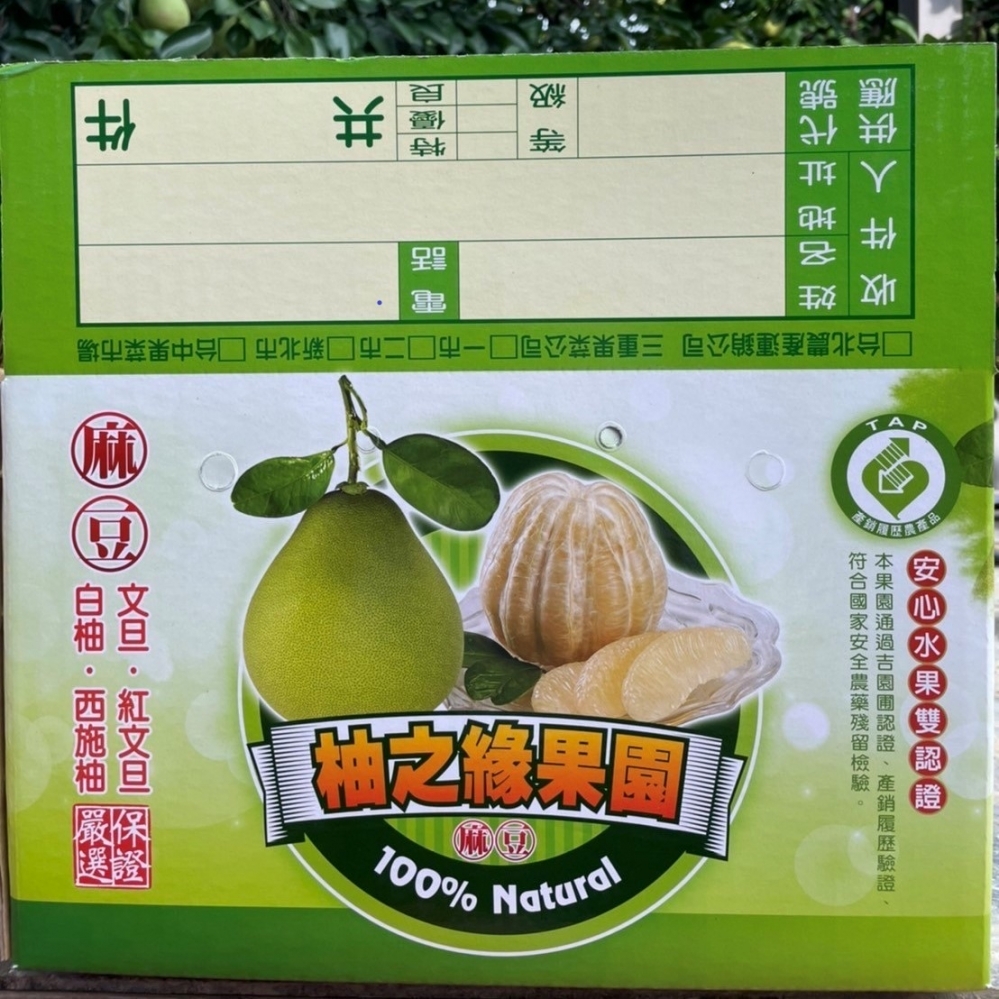 供應代號
等級
特優良
共 件
收件人
地址
姓名
電話
□台北農產運銷公司 三重果菜公司 □一市 □二市 □新北市 □台中果菜市場
麻豆
文旦・紅文旦
白柚・西施柚
保證嚴選
柚之緣果園
麻豆
100% Natural
TAP
產銷履歷農產品
安心水果雙認證
本果園通過吉園圃認證、產銷履歷驗證、
符合國家安全農藥殘留檢驗。